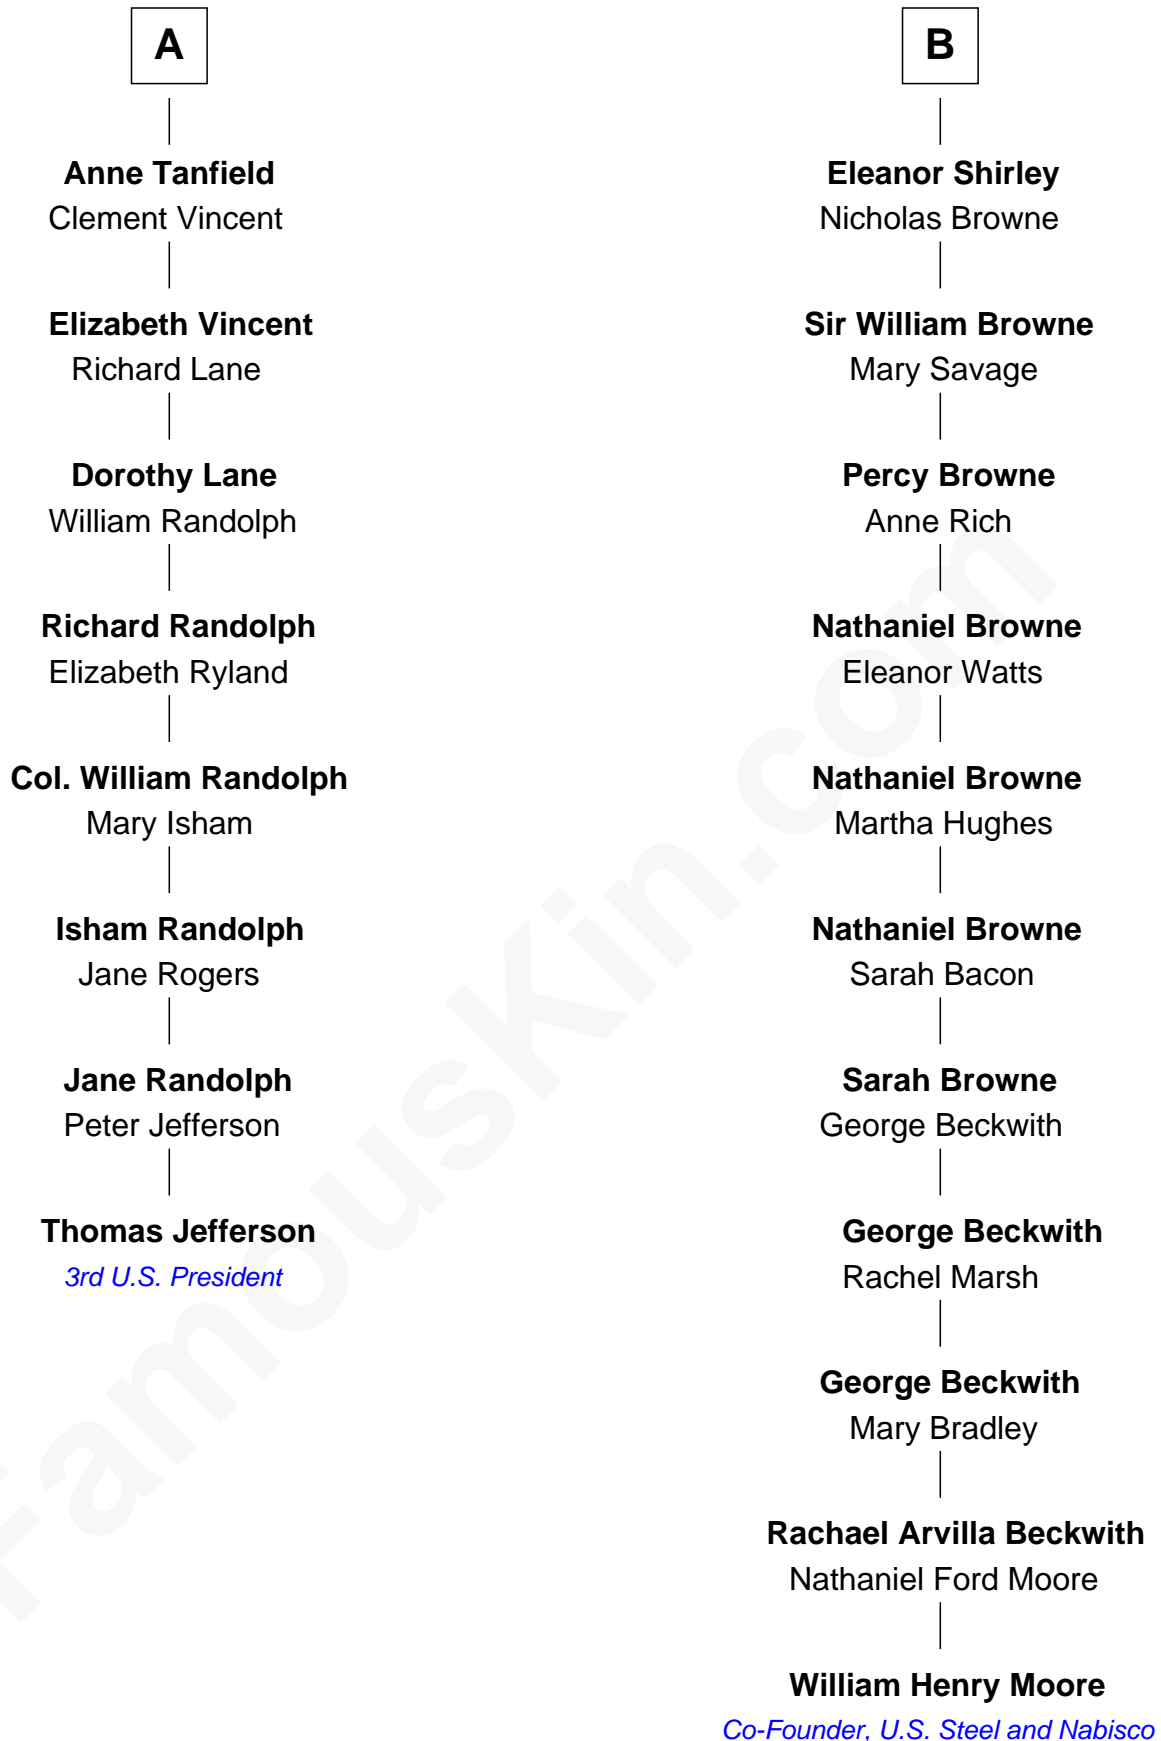 A
Anne Tanfield
Clement Vincent
Elizabeth Vincent
Richard Lane
Dorothy Lane
William Randolph
Richard Randolph
Elizabeth Ryland
Col. William Randolph
Mary Isham
Isham Randolph
Jane Rogers
Jane Randolph
Peter Jefferson
Thomas Jefferson
3rd U.S. President
B
Eleanor Shirley
Nicholas Browne
Sir William Browne
Mary Savage
Percy Browne
Anne Rich
Nathaniel Browne
Eleanor Watts
Nathaniel Browne
Martha Hughes
Nathaniel Browne
Sarah Bacon
Sarah Browne
George Beckwith
George Beckwith
Rachel Marsh
George Beckwith
Mary Bradley
Rachael Arvilla Beckwith
Nathaniel Ford Moore
William Henry Moore
Co-Founder, U.S. Steel and Nabisco
FamousKin.com